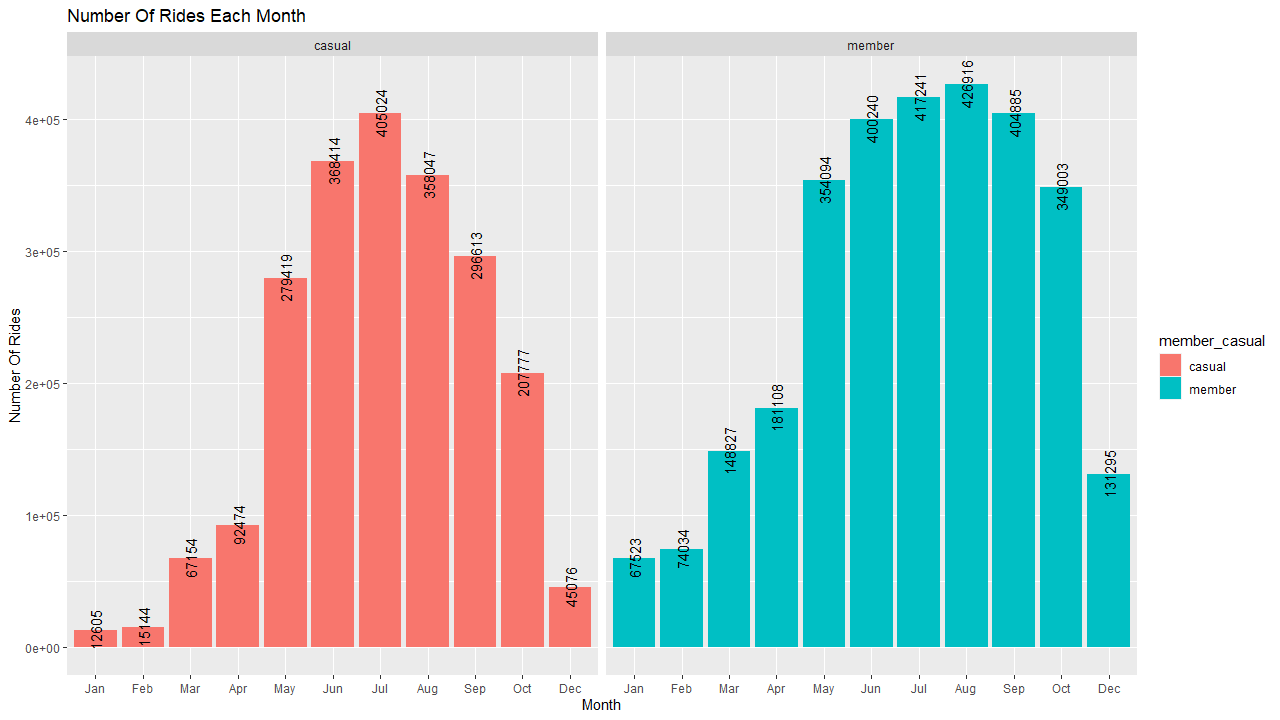 Number Of Rides Each Month
casual
member
Number Of Rides
4e+05
3e+05
2e+05
1e+05
0e+00
12605
15144
67154
92474
279419
368414
405024
358047
296613
207777
45076
67523
74034
148827
181108
354094
400240
417241
426916
404885
349003
131295
Jan Feb Mar Apr May Jun Jul Aug Sep Oct Dec
Jan Feb Mar Apr May Jun Jul Aug Sep Oct Dec
Month
member_casual
casual
member